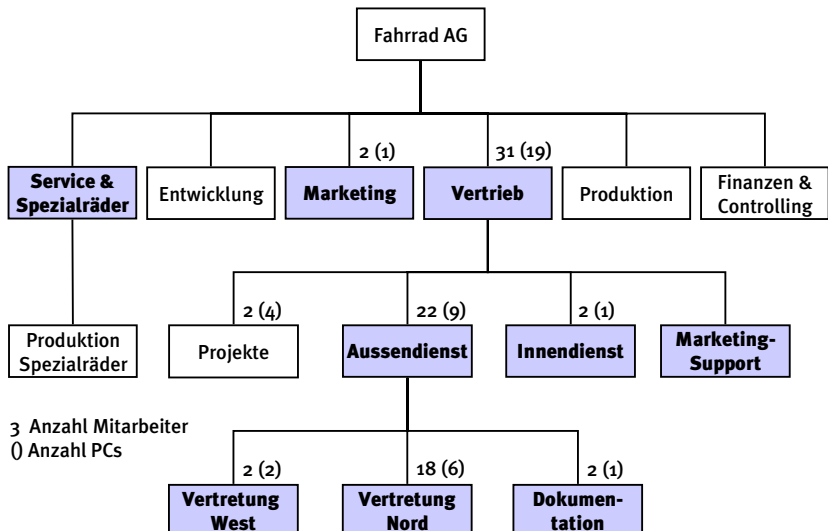 Fahrrad AG
2 (1)
31 (19)
Service &
Spezialräder
Entwicklung
Marketing
Vertrieb
Produktion
Finanzen &
Controlling
2 (4)
22 (9)
2 (1)
Produktion
Spezialräder
Projekte
Aussendienst
Innendienst
Marketing-
Support
3 Anzahl Mitarbeiter
() Anzahl PCs
2 (2)
18 (6)
2 (1)
Vertretung
West
Vertretung
Nord
Dokumen-
tation